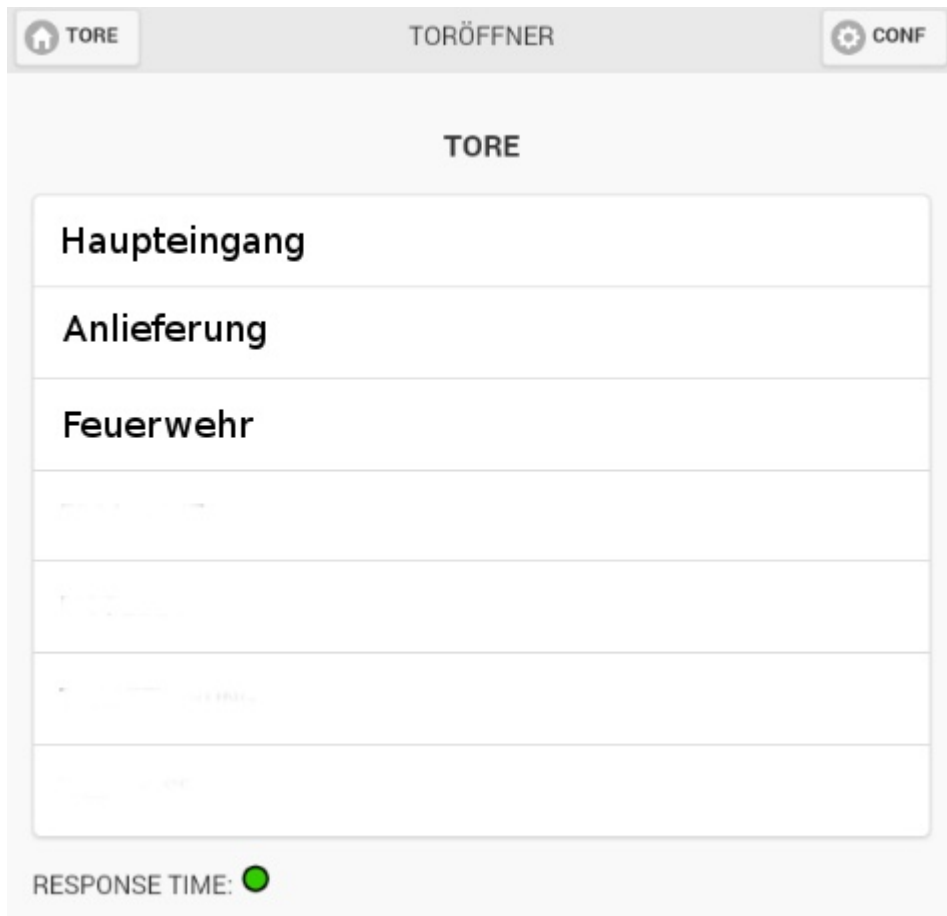 TORE TORÖFFNER CONF
TORE
Haupteingang
Anlieferung
Feuerwehr
RESPONSE TIME: